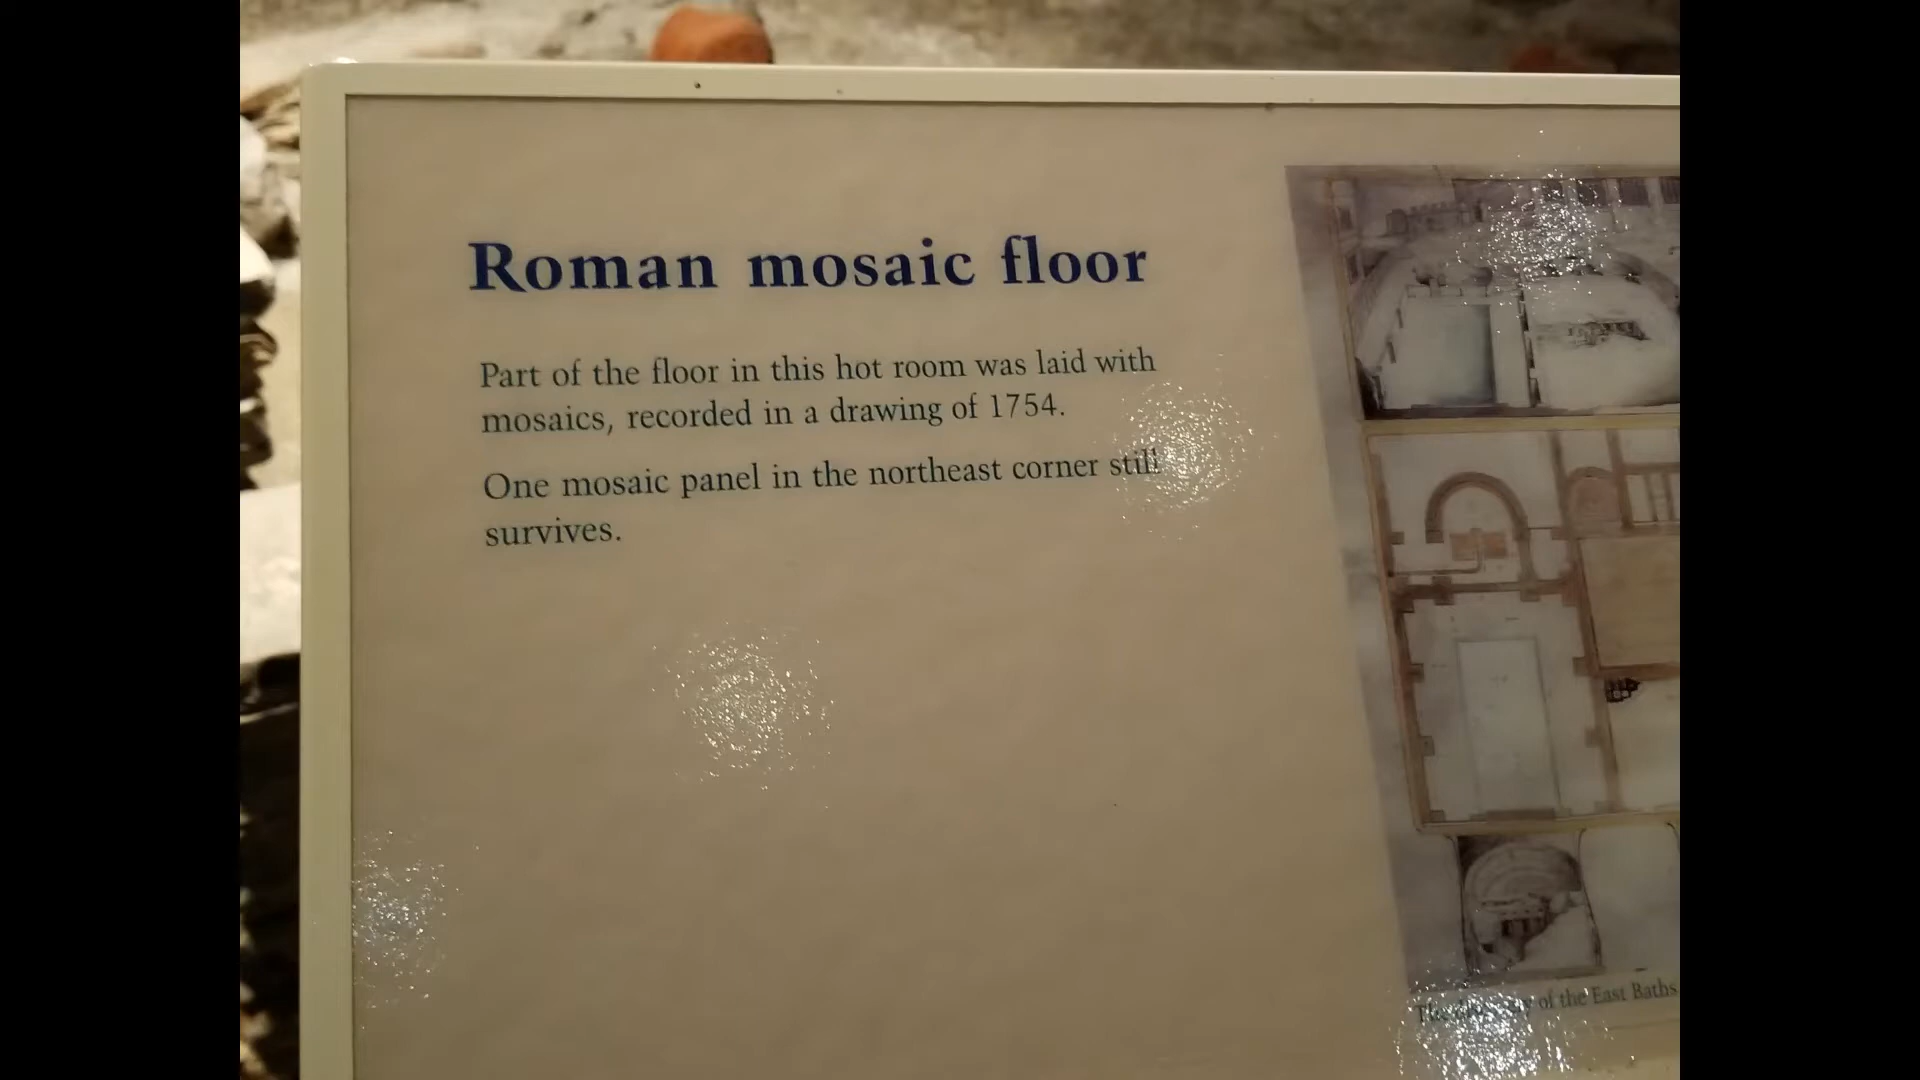 Roman mosaic floor
Part of the floor in this hot room was laid with
mosaics, recorded in a drawing of 1754.
One mosaic panel in the northeast corner still
survives.
The of the East Baths